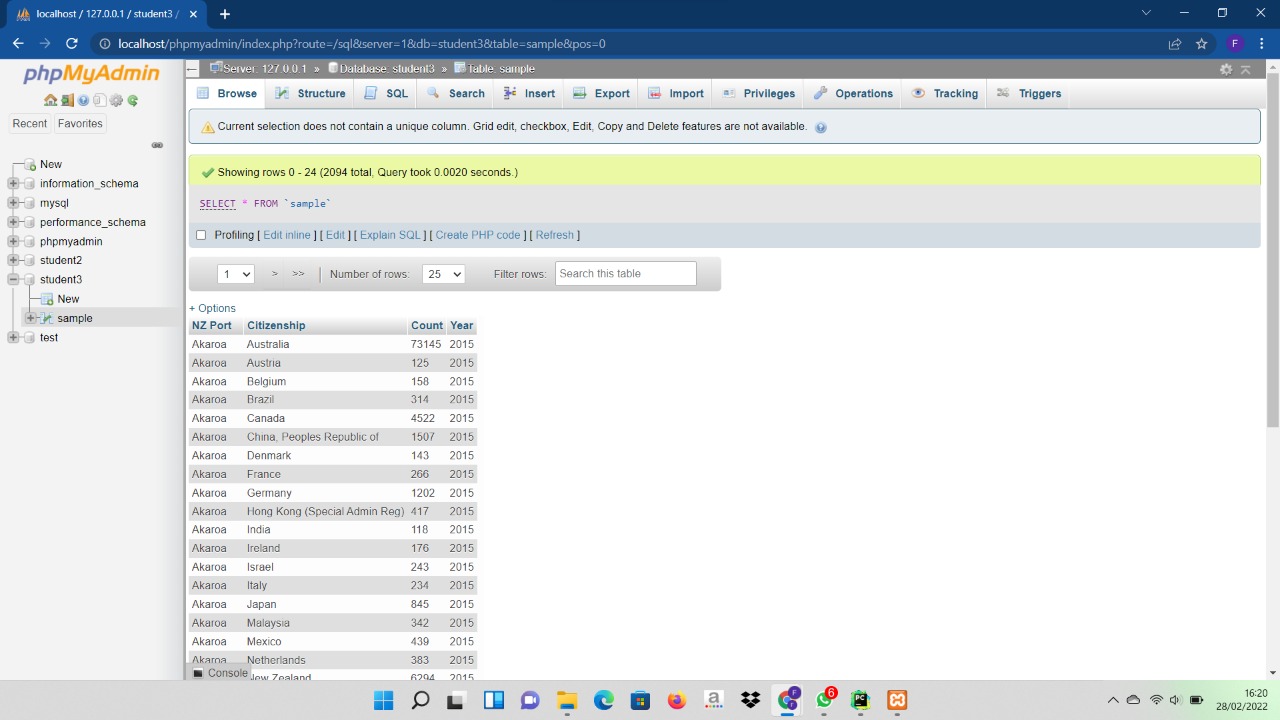 localhost / 127.0.0.1 / student3 /
localhost/phpmyadmin/index.php?route=/sql&server=1&db=student3&table=sample&pos=0
F
phpMyAdmin
Server: 127.0.0.1 » Database: student3 » Table: sample
Browse Structure SQL Search Insert Export Import Privileges Operations Tracking Triggers
Recent Favorites
Current selection does not contain a unique column. Grid edit, checkbox, Edit, Copy and Delete features are not available.
New
information_schema
mysql
performance_schema
phpmyadmin
student2
student3
New
sample
test
Showing rows 0 - 24 (2094 total, Query took 0.0020 seconds.)
SELECT * FROM `sample`
Profiling [ Edit inline ] [ Edit ] [ Explain SQL ] [ Create PHP code ] [ Refresh ]
1 > >> | Number of rows: 25 Filter rows: Search this table
+ Options
NZ Port Citizenship Count Year
Akaroa Australia 73145 2015
Akaroa Austria 125 2015
Akaroa Belgium 158 2015
Akaroa Brazil 314 2015
Akaroa Canada 4522 2015
Akaroa China, Peoples Republic of 1507 2015
Akaroa Denmark 143 2015
Akaroa France 266 2015
Akaroa Germany 1202 2015
Akaroa Hong Kong (Special Admin Reg) 417 2015
Akaroa India 118 2015
Akaroa Ireland 176 2015
Akaroa Israel 243 2015
Akaroa Italy 234 2015
Akaroa Japan 845 2015
Akaroa Malaysia 342 2015
Akaroa Mexico 439 2015
Akaroa Netherlands 383 2015
New Zealand 6294 2015
Console
a
F
6
PC
16:20
28/02/2022